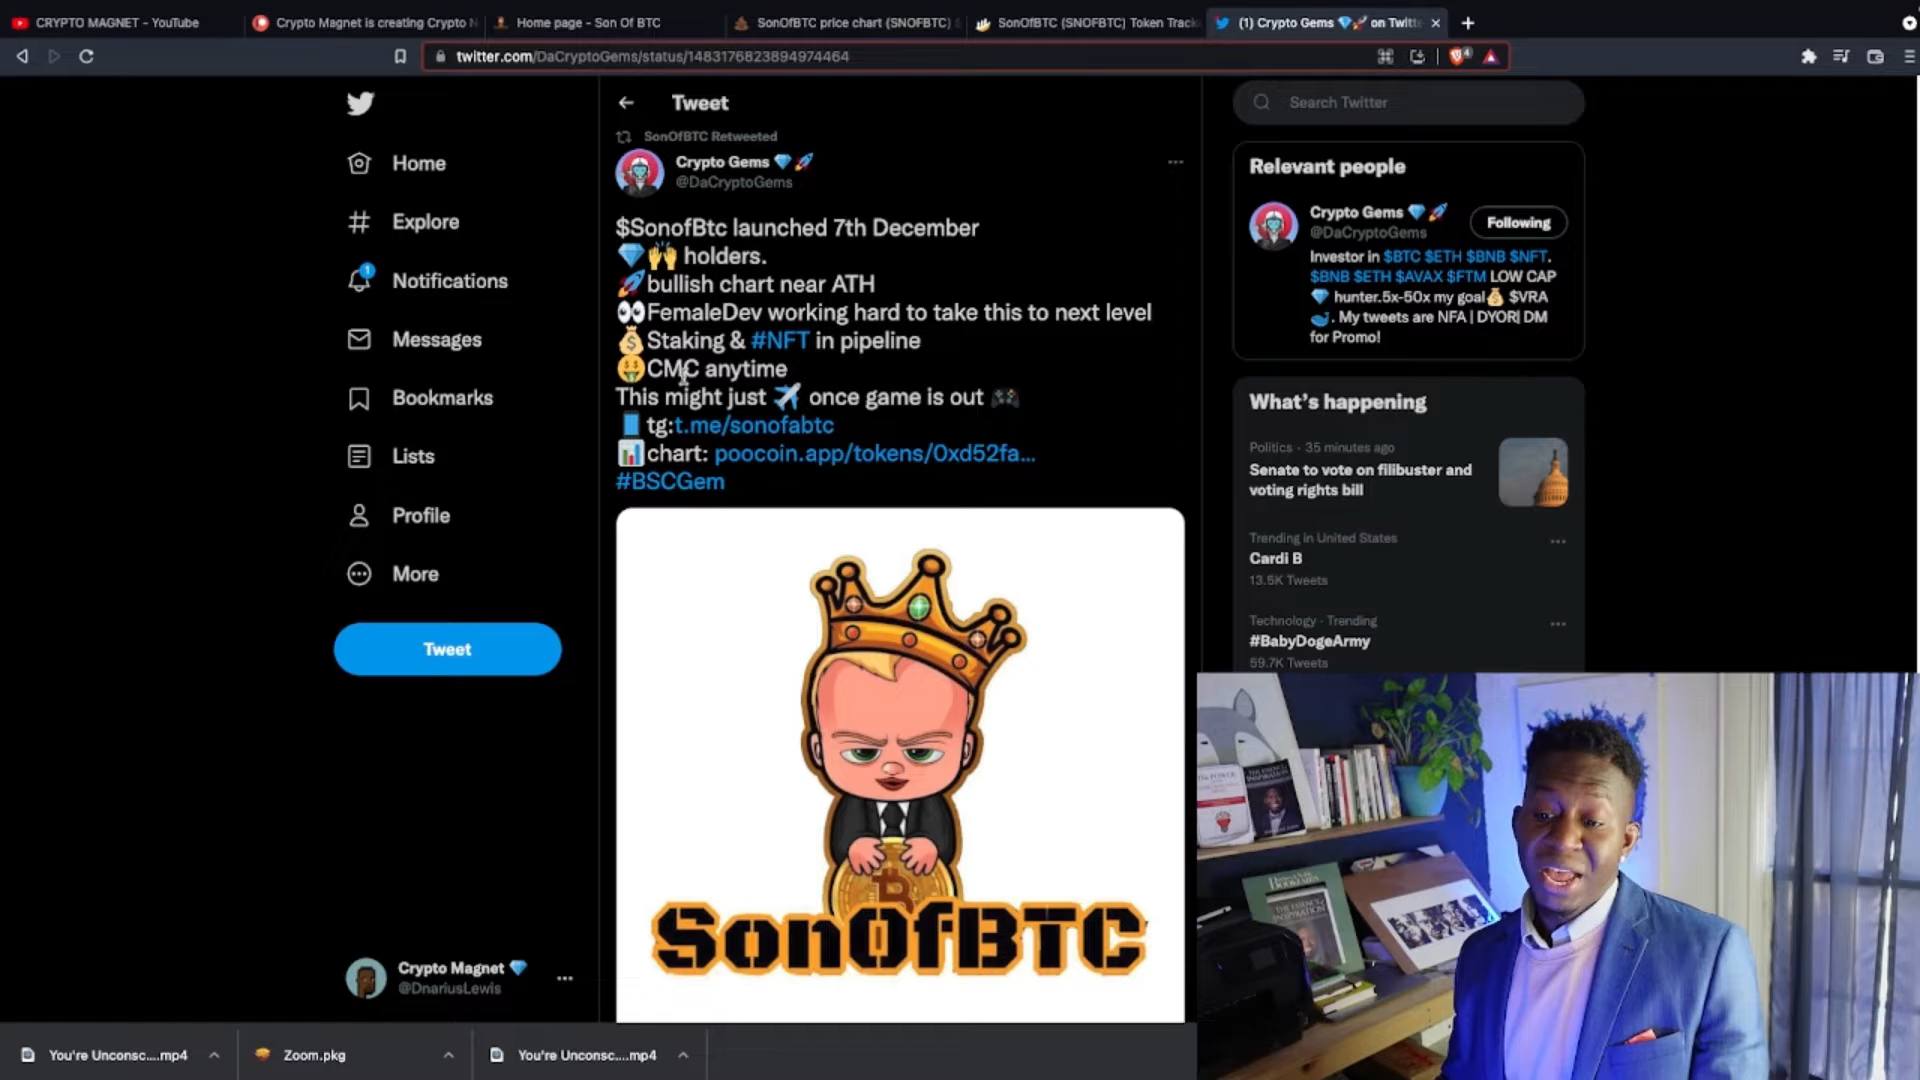 CRYPTO MAGNET - YouTube
Crypto Magnet is creating Crypto N
Home page - Son Of BTC
SonOfBTC price chart (SNOFBTC)
SonOfBTC (SNOFBTC) Token Track
(1) Crypto Gems 💎🚀 on Twitt
twitter.com/DaCryptoGems/status/1483176823894974464
Home
Explore
1
Notifications
Messages
Bookmarks
Lists
Profile
More
Tweet
Crypto Magnet 💎
@DnariusLewis
Tweet
SonOfBTC Retweeted
Crypto Gems 💎🚀
@DaCryptoGems
$SonofBtc launched 7th December
💎🙌 holders.
🚀bullish chart near ATH
👀FemaleDev working hard to take this to next level
💰Staking & #NFT in pipeline
🤑CMC anytime
This might just ✈️ once game is out 🎮
📱tg:t.me/sonofabtc
📊chart: poocoin.app/tokens/0xd52fa...
#BSCGem
SonOfBTC
Search Twitter
Relevant people
Crypto Gems 💎🚀
@DaCryptoGems
Following
Investor in $BTC $ETH $BNB $NFT.
$BNB $ETH $AVAX $FTM LOW CAP
💎 hunter.5x-50x my goal💰 $VRA
🐳. My tweets are NFA | DYOR| DM
for Promo!
What's happening
Politics · 35 minutes ago
Senate to vote on filibuster and
voting rights bill
Trending in United States
Cardi B
13.5K Tweets
Technology · Trending
#BabyDogeArmy
59.7K Tweets
THE ESSENCE OF
INSPIRATION
You're Unconsc....mp4
Zoom.pkg
You're Unconsc....mp4